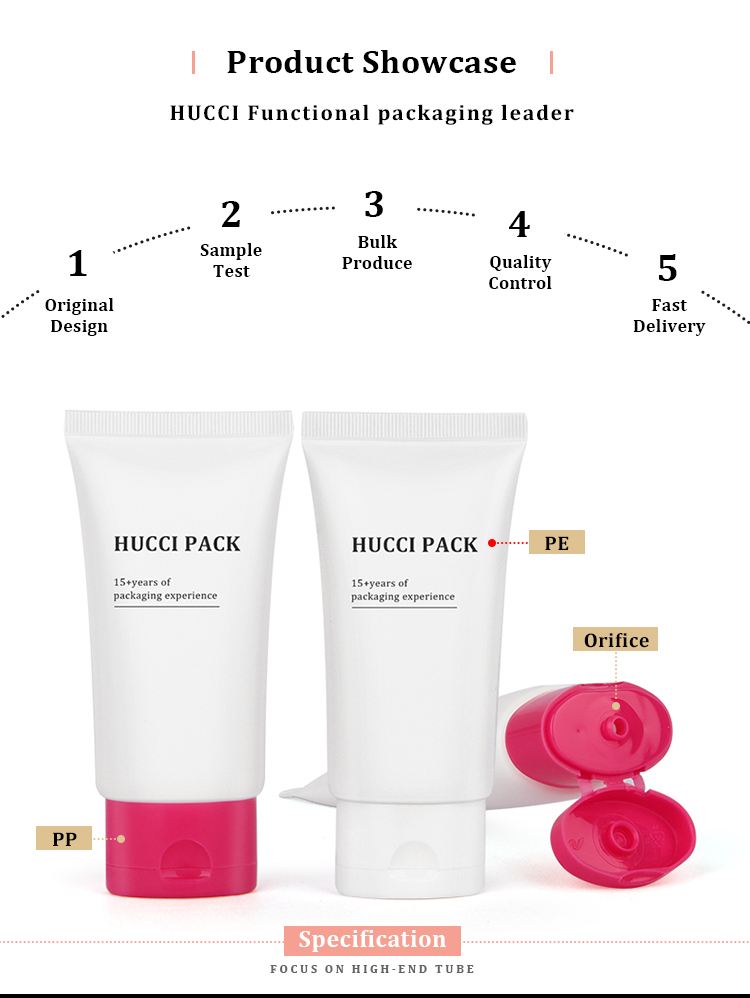 Product Showcase
HUCCI Functional packaging leader
1
Original
Design
2
Sample
Test
3
Bulk
Produce
4
Quality
Control
5
Fast
Delivery
HUCCI PACK
15+years of
packaging experience
HUCCI PACK
15+years of
packaging experience
PE
Orifice
PP
Specification
FOCUS ON HIGH-END TUBE